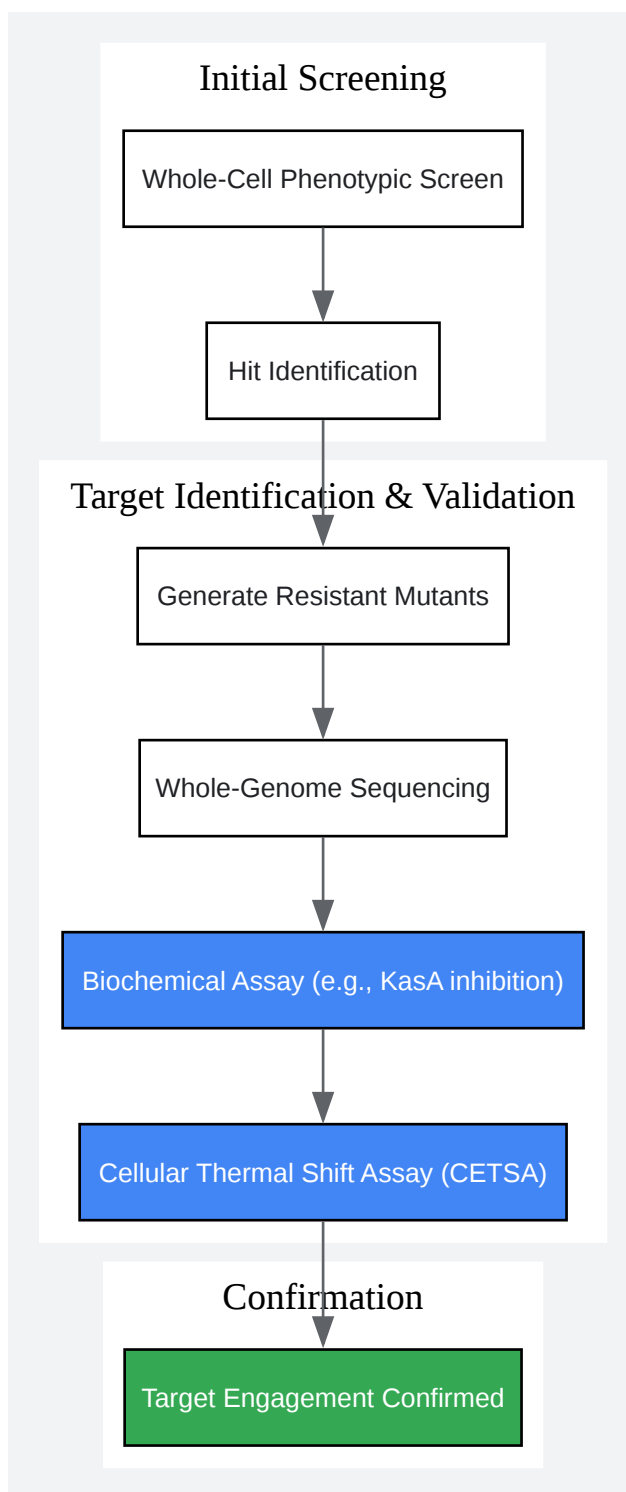 Initial Screening
Whole-Cell Phenotypic Screen
Hit Identification
Target Identification & Validation
Generate Resistant Mutants
Whole-Genome Sequencing
Biochemical Assay (e.g., KasA inhibition)
Cellular Thermal Shift Assay (CETSA)
Confirmation
Target Engagement Confirmed